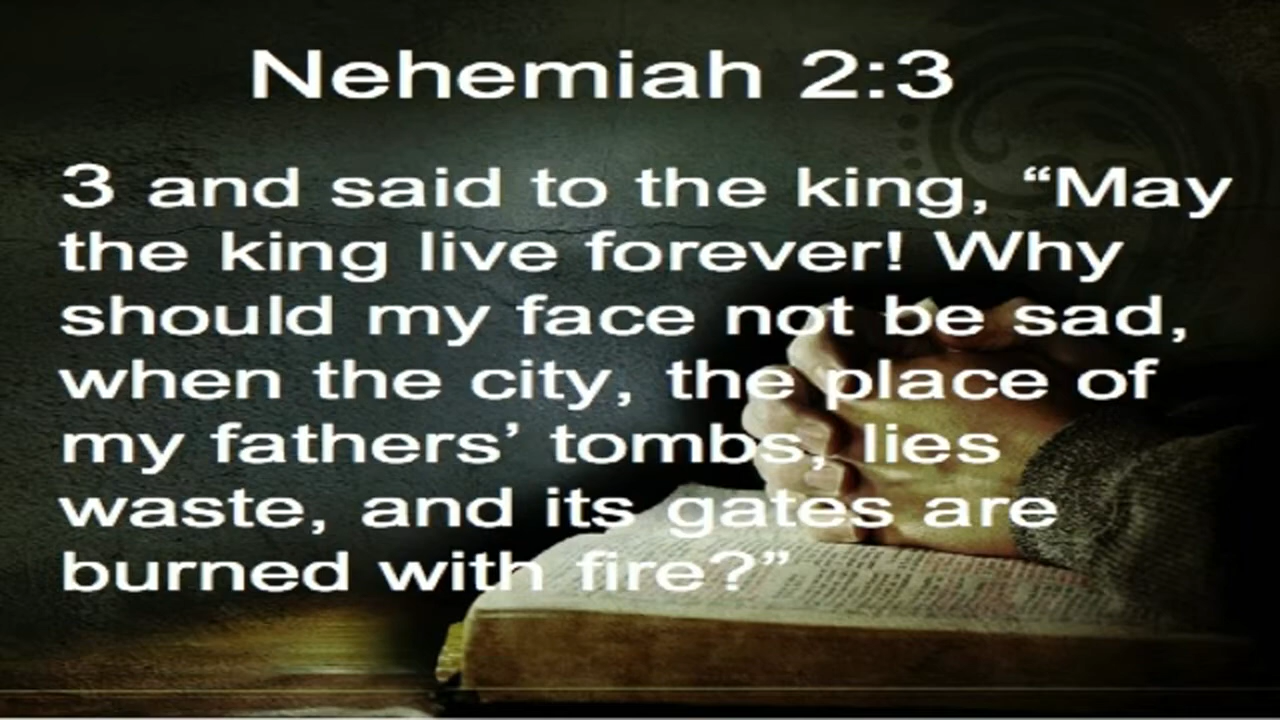 Nehemiah 2:3
3 and said to the king, “May
the king live forever! Why
should my face not be sad,
when the city, the place of
my fathers’ tombs, lies
waste, and its gates are
burned with fire?”